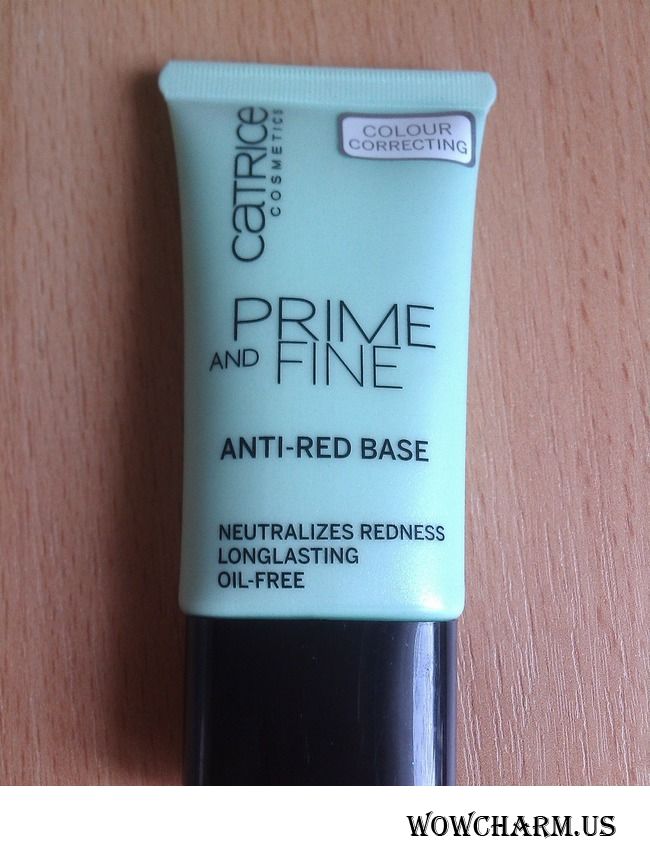 CATRICE
COSMETICS
COLOUR
CORRECTING
PRIME
AND FINE
ANTI-RED BASE
NEUTRALIZES REDNESS
LONGLASTING
OIL-FREE
WOWCHARM.US